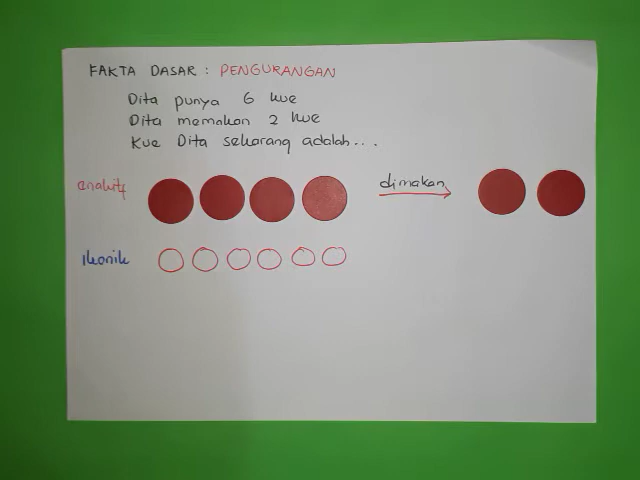 FAKTA DASAR : PENGURANGAN
Dita punya 6 kue
Dita memakan 2 kue
Kue Dita sekarang adalah...
enaktif
dimakan
Ikonik